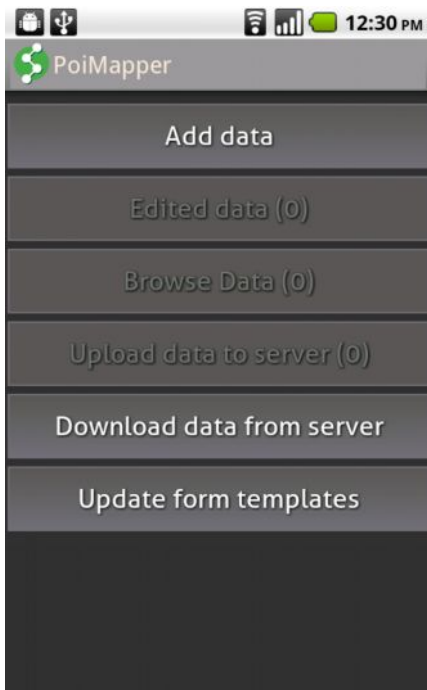 12:30 PM
PoiMapper
Add data
Edited data (0)
Browse Data (0)
Upload data to server (0)
Download data from server
Update form templates